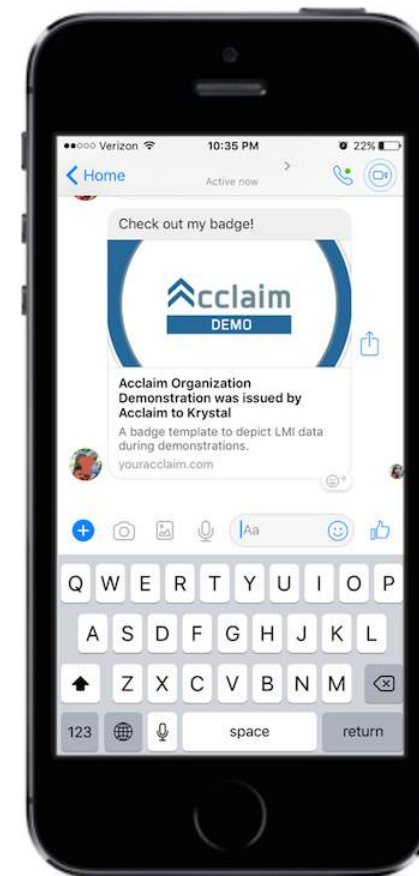 Verizon 10:35 PM 22%
Home
Active now
Check out my badge!
Acclaim
DEMO
Acclaim Organization
Demonstration was issued by
Acclaim to Krystal
A badge template to depict LMI data
during demonstrations.
youracclaim.com
Aa
Q W E R T Y U I O P
A S D F G H J K L
Z X C V B N M
123 space return